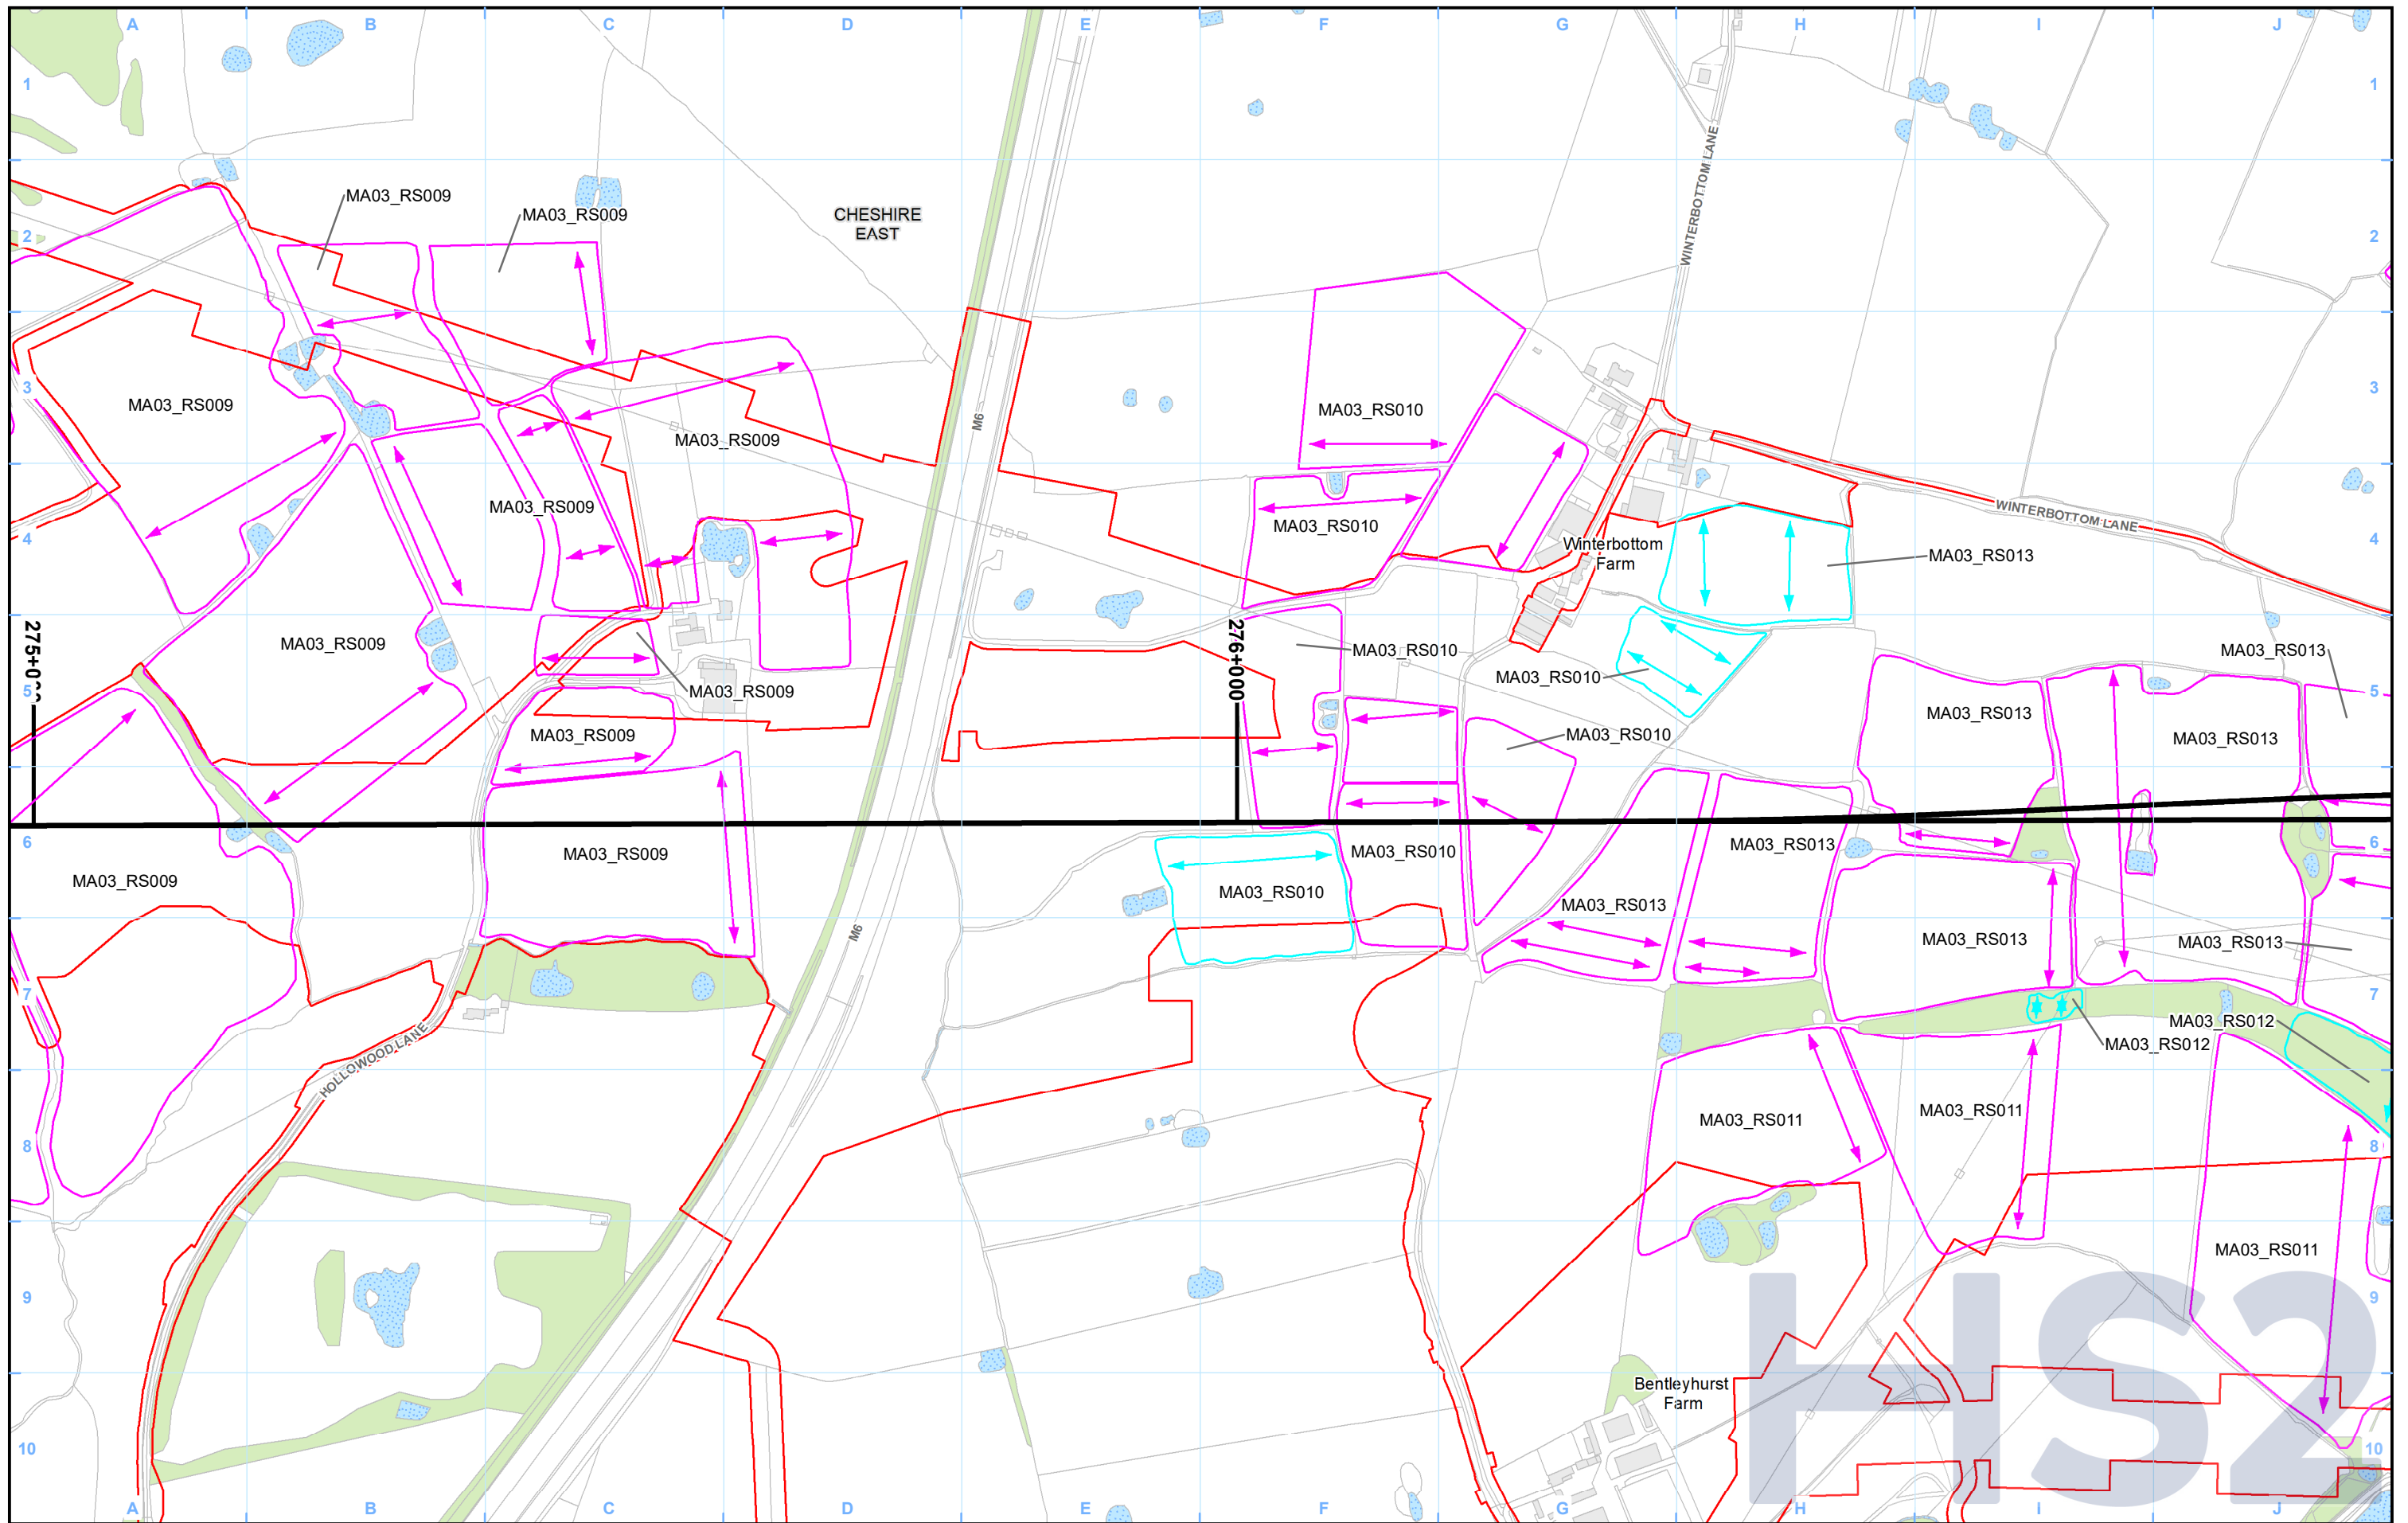 A B C D E F G H I J
1 1
WINTERBOTTOM LANE
MA03_RS009
MA03_RS009
CHESHIRE
EAST
2 2
3 3
MA03_RS009
MA03_RS010
M6
MA03_RS009
MA03_RS009
MA03_RS010
WINTERBOTTOM LANE
4 4
Winterbottom
Farm
MA03_RS013
MA03_RS009
276+000
MA03_RS010
MA03_RS013
MA03_RS010
5 5
MA03_RS009
MA03_RS013
MA03_RS009
MA03_RS010
MA03_RS013
6 6
MA03_RS009
MA03_RS010
MA03_RS013
MA03_RS009
MA03_RS010
MA03_RS013
M6
MA03_RS013
MA03_RS013
7 7
MA03_RS012
HOLLOWOOD LANE
MA03_RS012
MA03_RS011
MA03_RS011
8 8
MA03_RS011
9 9
HS2
Bentleyhurst
Farm
10 10
A B C D E F G H I J